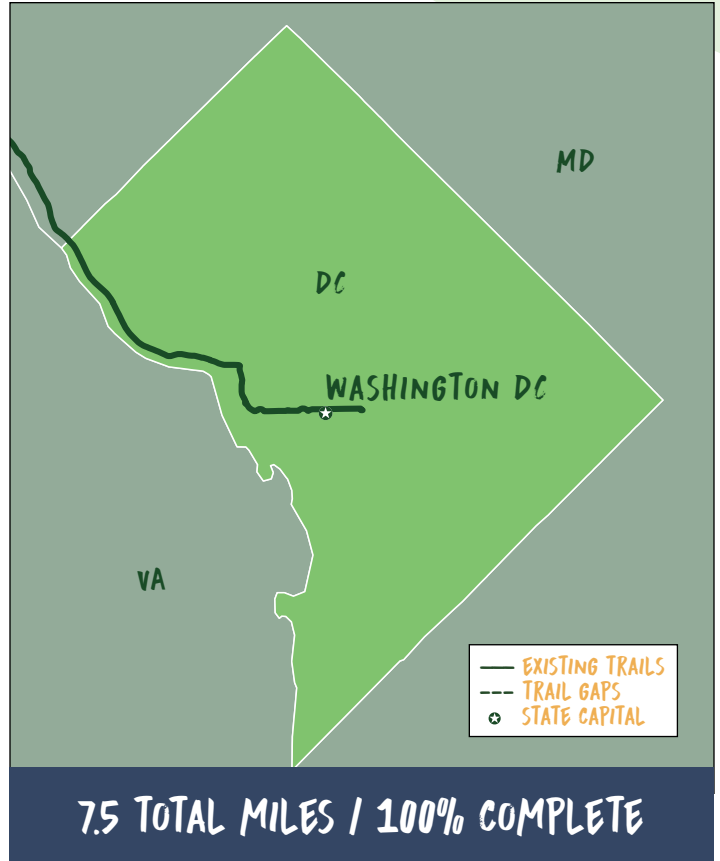 MD
DC
WASHINGTON DC
VA
EXISTING TRAILS
TRAIL GAPS
STATE CAPITAL
7.5 TOTAL MILES / 100% COMPLETE